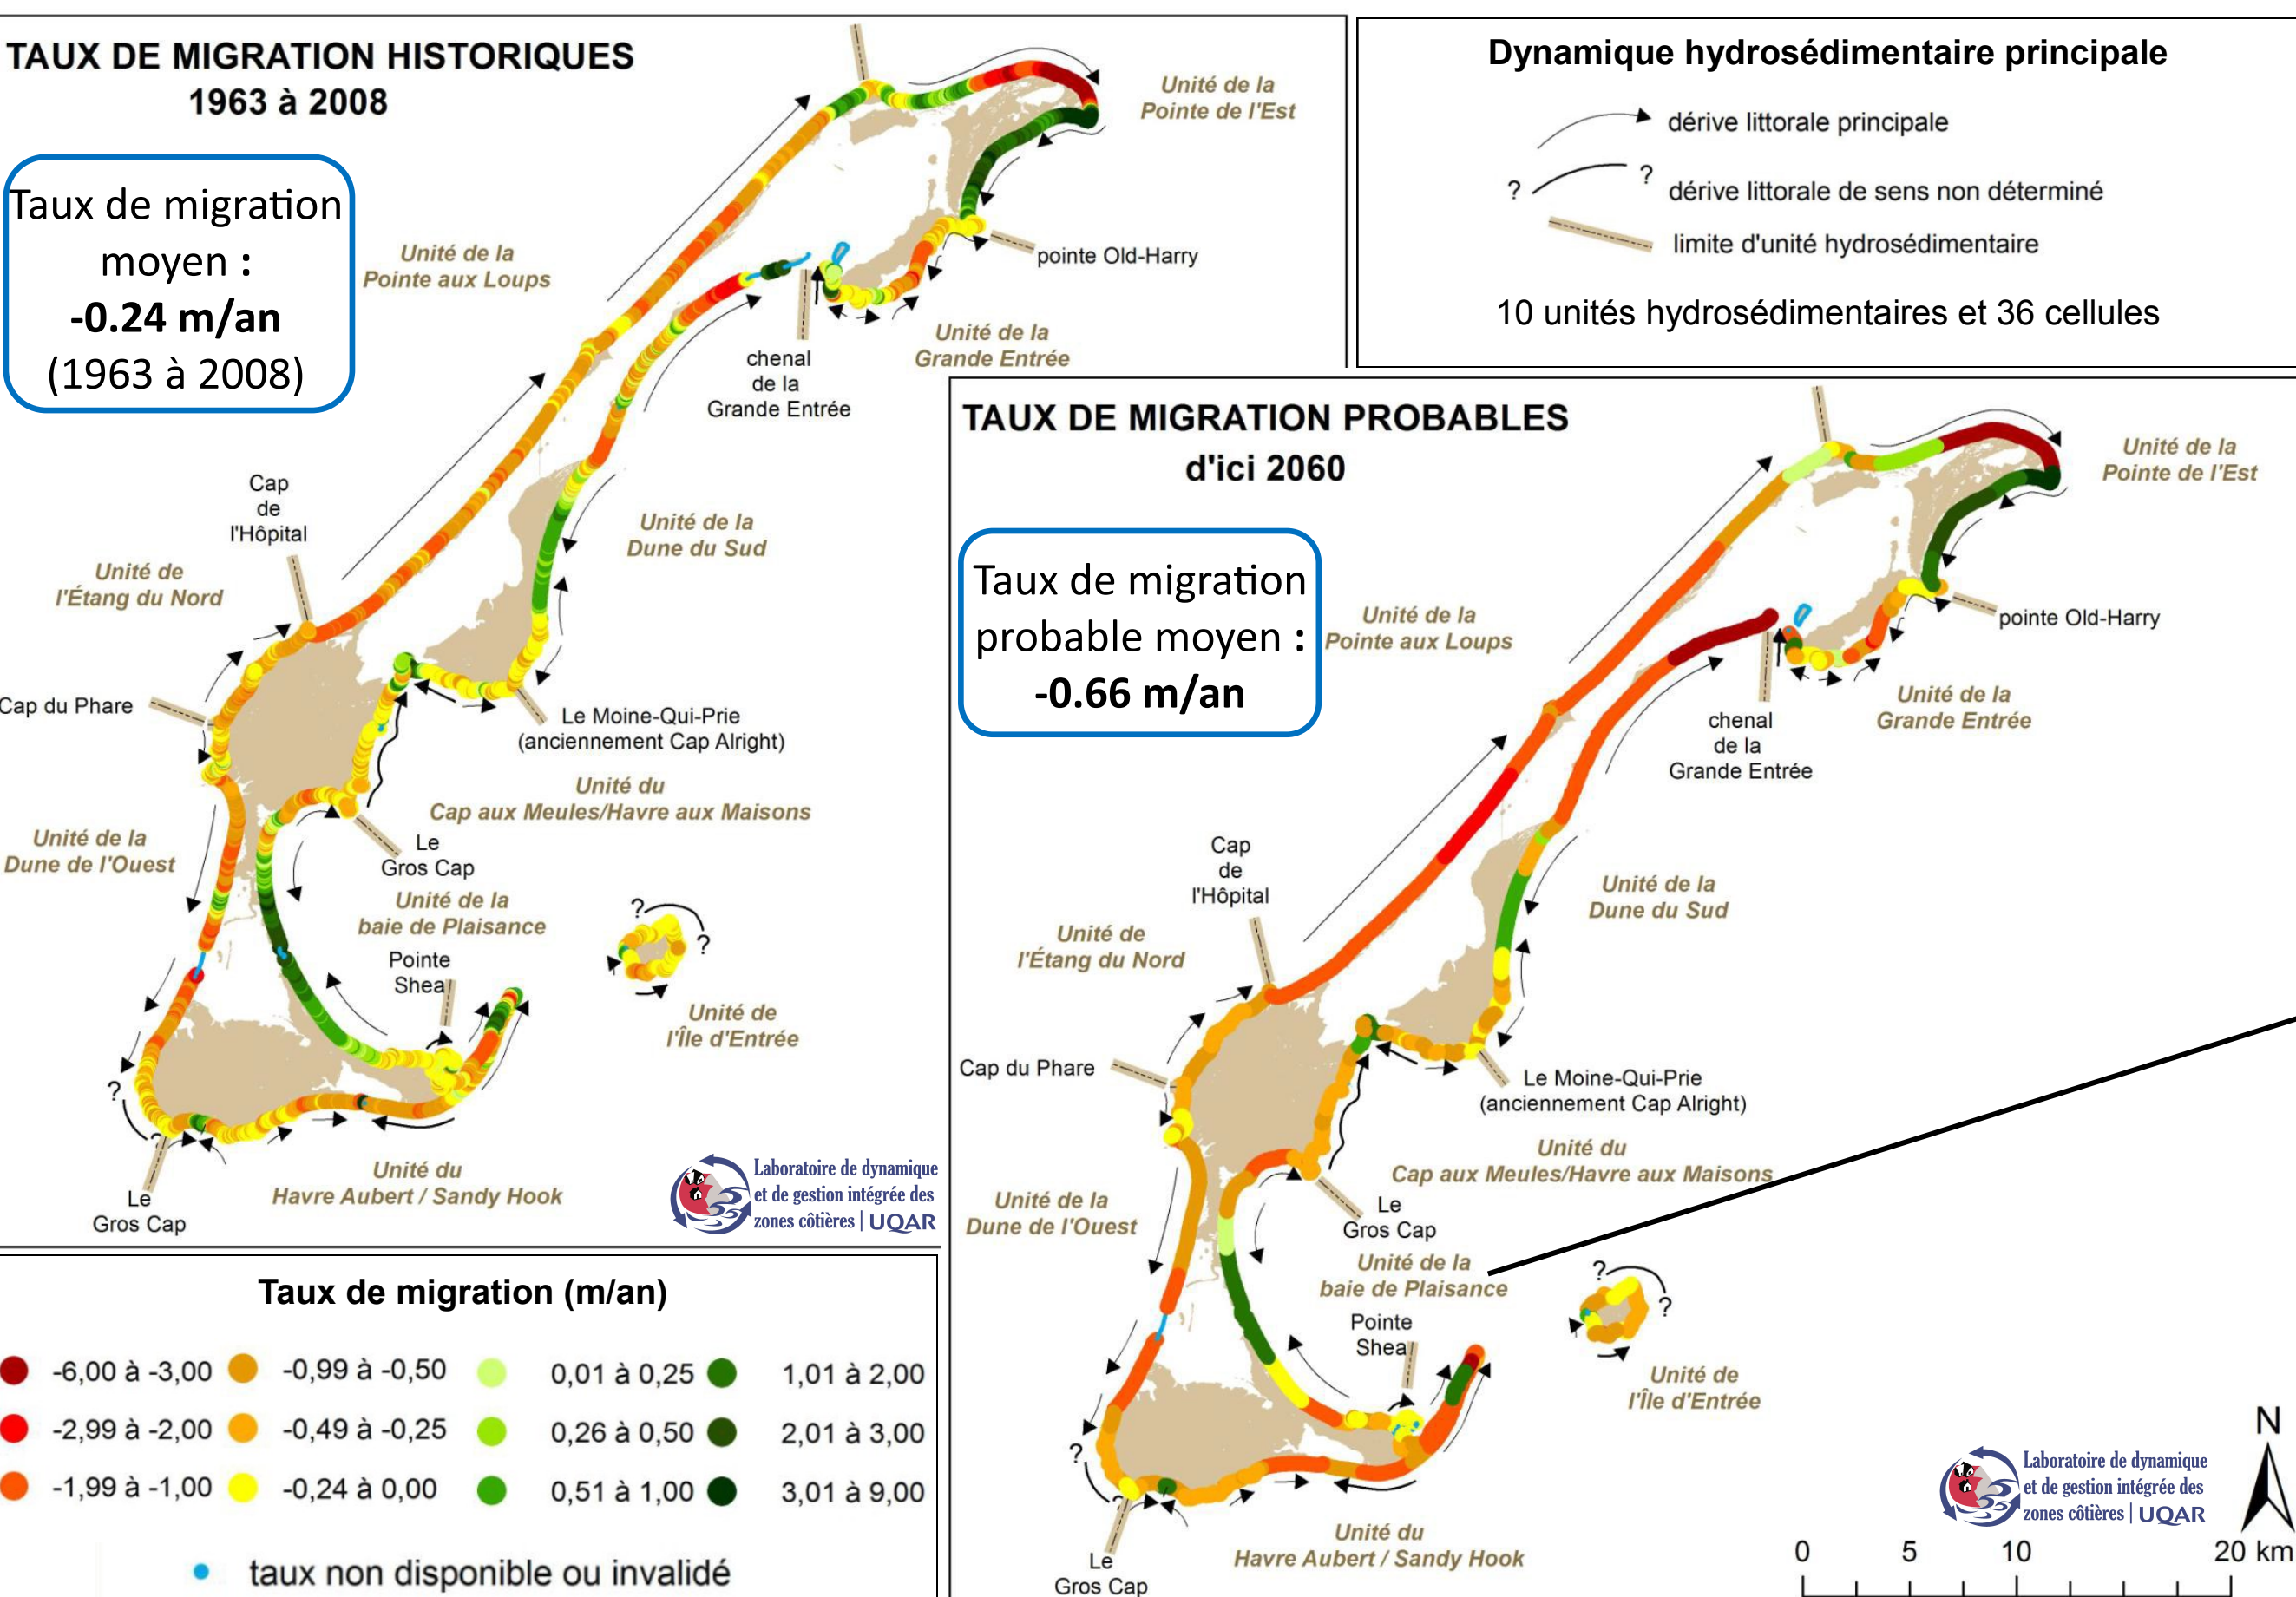 TAUX DE MIGRATION HISTORIQUES
1963 à 2008
Taux de migration
moyen :
-0.24 m/an
(1963 à 2008)
Unité de la
Pointe de l'Est
Unité de la
Pointe aux Loups
pointe Old-Harry
Unité de la
Grande Entrée
chenal
de la
Grande Entrée
Cap
de
l'Hôpital
Unité de la
Dune du Sud
Unité de
l'Étang du Nord
Cap du Phare
Le Moine-Qui-Prie
(anciennement Cap Alright)
Unité du
Cap aux Meules/Havre aux Maisons
Unité de la
Dune de l'Ouest
Le
Gros Cap
Unité de la
baie de Plaisance
Pointe
Shea
?
?
Unité de
l'Île d'Entrée
?
?
Unité du
Havre Aubert / Sandy Hook
Le
Gros Cap
Laboratoire de dynamique
et de gestion intégrée des
zones côtières | UQAR
Taux de migration (m/an)
-6,00 à -3,00
-0,99 à -0,50
0,01 à 0,25
1,01 à 2,00
-2,99 à -2,00
-0,49 à -0,25
0,26 à 0,50
2,01 à 3,00
-1,99 à -1,00
-0,24 à 0,00
0,51 à 1,00
3,01 à 9,00
taux non disponible ou invalidé
Dynamique hydrosédimentaire principale
dérive littorale principale
? ? dérive littorale de sens non déterminé
limite d'unité hydrosédimentaire
10 unités hydrosédimentaires et 36 cellules
TAUX DE MIGRATION PROBABLES
d'ici 2060
Taux de migration
probable moyen :
-0.66 m/an
Unité de la
Pointe de l'Est
Unité de la
Pointe aux Loups
pointe Old-Harry
Unité de la
Grande Entrée
chenal
de la
Grande Entrée
Cap
de
l'Hôpital
Unité de la
Dune du Sud
Unité de
l'Étang du Nord
Cap du Phare
Le Moine-Qui-Prie
(anciennement Cap Alright)
Unité du
Cap aux Meules/Havre aux Maisons
Unité de la
Dune de l'Ouest
Le
Gros Cap
Unité de la
baie de Plaisance
Pointe
Shea
?
?
Unité de
l'Île d'Entrée
?
?
Unité du
Havre Aubert / Sandy Hook
Le
Gros Cap
Laboratoire de dynamique
et de gestion intégrée des
zones côtières | UQAR
N
0 5 10 20 km